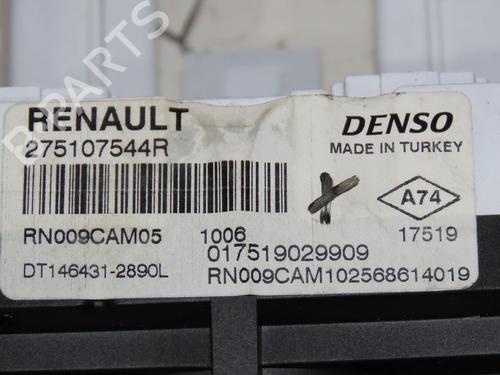 B-PARTS
RENAULT
275107544R
DENSO
MADE IN TURKEY
A74
RN009CAM05 1006 17519
017519029909
DT146431-2890L RN009CAM102568614019